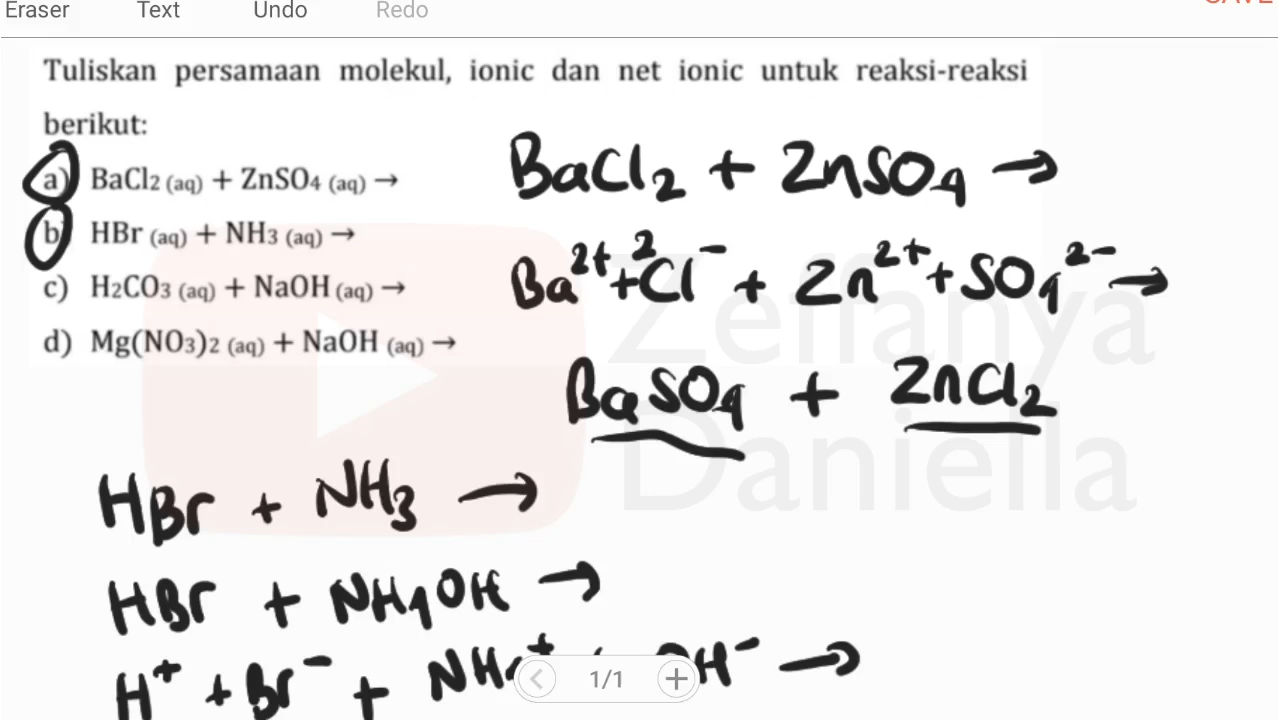 Eraser Text Undo Redo SAVE
Tuliskan persamaan molekul, ionic dan net ionic untuk reaksi-reaksi
berikut:
a) BaCl2 (aq) + ZnSO4 (aq) →
b) HBr (aq) + NH3 (aq) →
c) H2CO3 (aq) + NaOH (aq) →
d) Mg(NO3)2 (aq) + NaOH (aq) →
BaCl2 + ZnSO4 →
Ba2+ + 2Cl- + Zn2+ + SO42- →
BaSO4 + ZnCl2
Zeffanya
Daniella
HBr + NH3 →
HBr + NH4OH →
H+ + Br- + NH4+ + OH- →
1/1